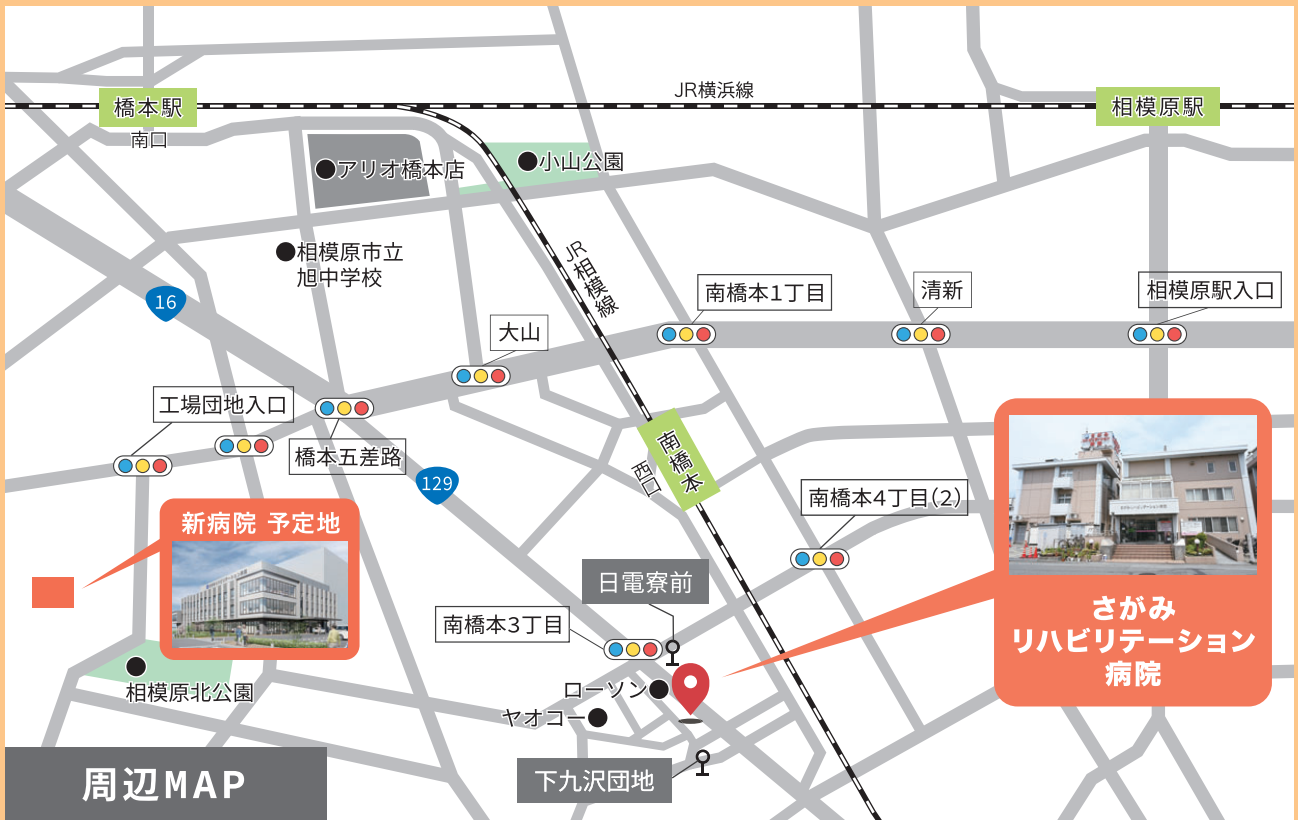 JR横浜線
橋本駅
南口
相模原駅
アリオ橋本店
小山公園
相模原市立
旭中学校
JR相模線
16
南橋本1丁目
清新
相模原駅入口
大山
工場団地入口
橋本五差路
129
南橋本
西口
南橋本4丁目(2)
新病院 予定地
日電寮前
南橋本3丁目
さがみ
リハビリテーション
病院
相模原北公園
ローソン
ヤオコー
下九沢団地
周辺MAP